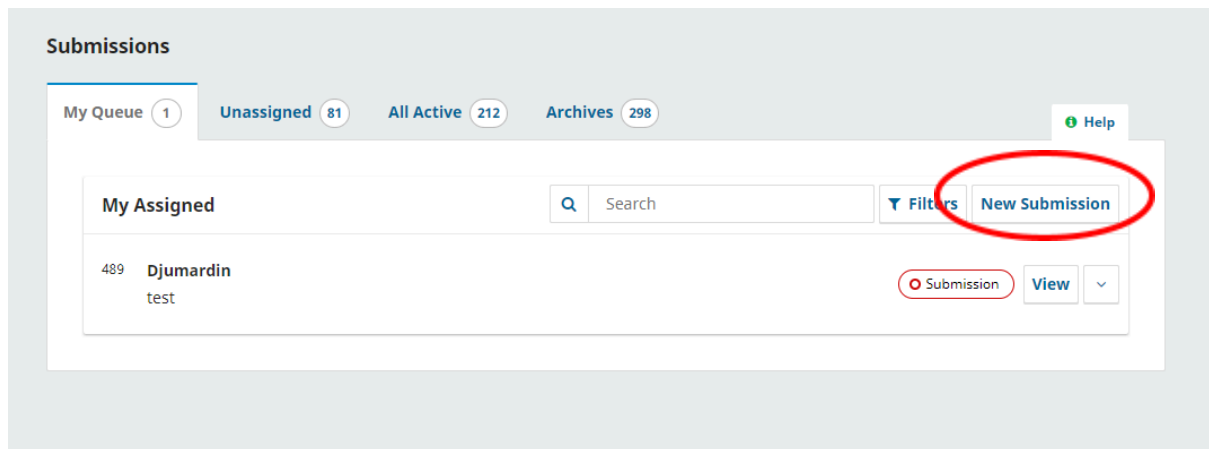 Submissions
My Queue 1 Unassigned 81 All Active 212 Archives 298
Help
My Assigned Search Filters New Submission
489 Djumardin Submission View
test